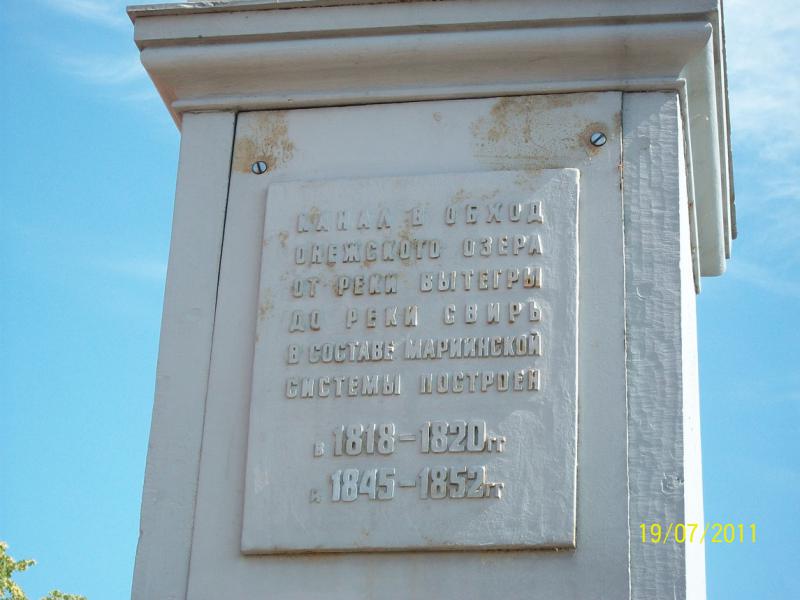 КАНАЛ В ОБХОД
ОНЕЖСКОГО ОЗЕРА
ОТ РЕКИ ВЫТЕГРЫ
ДО РЕКИ СВИРЬ
В СОСТАВЕ МАРИИНСКОЙ
СИСТЕМЫ ПОСТРОЕН
в 1818-1820гг
и 1845-1852гг
19/07/2011